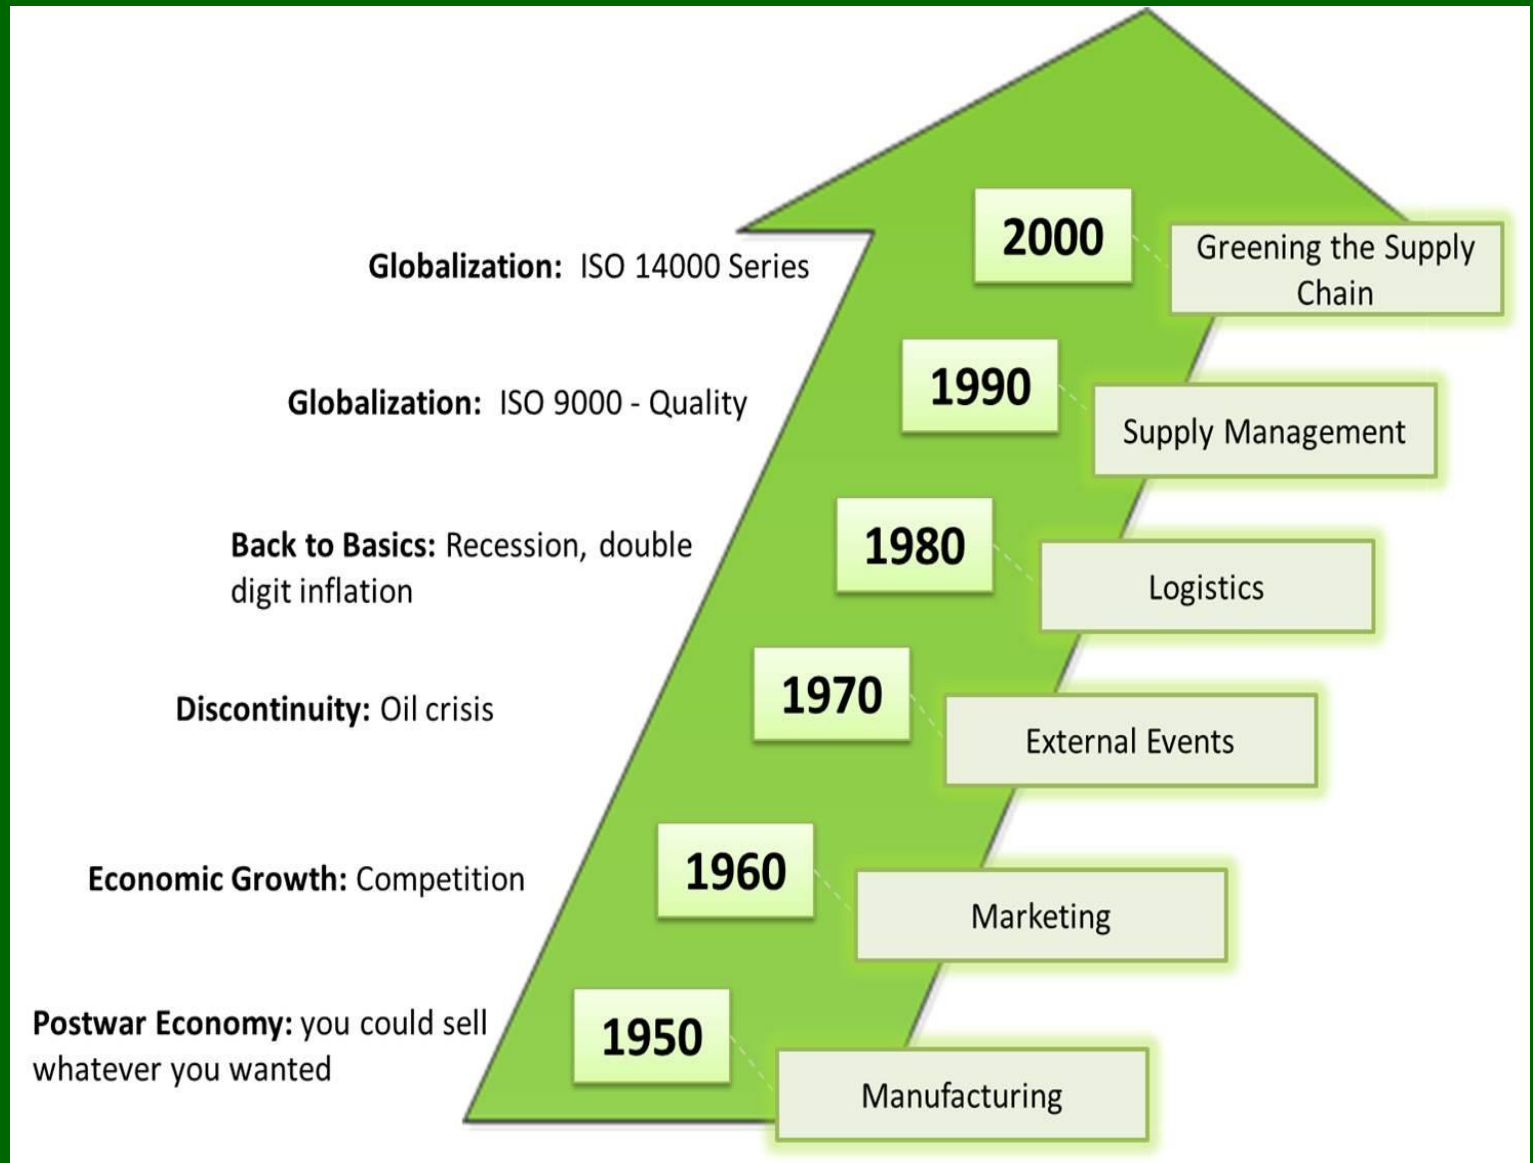 2000
Greening the Supply
Chain
Globalization: ISO 14000 Series
1990
Globalization: ISO 9000 - Quality
Supply Management
1980
Back to Basics: Recession, double
digit inflation
Logistics
1970
Discontinuity: Oil crisis
External Events
1960
Economic Growth: Competition
Marketing
1950
Postwar Economy: you could sell
whatever you wanted
Manufacturing